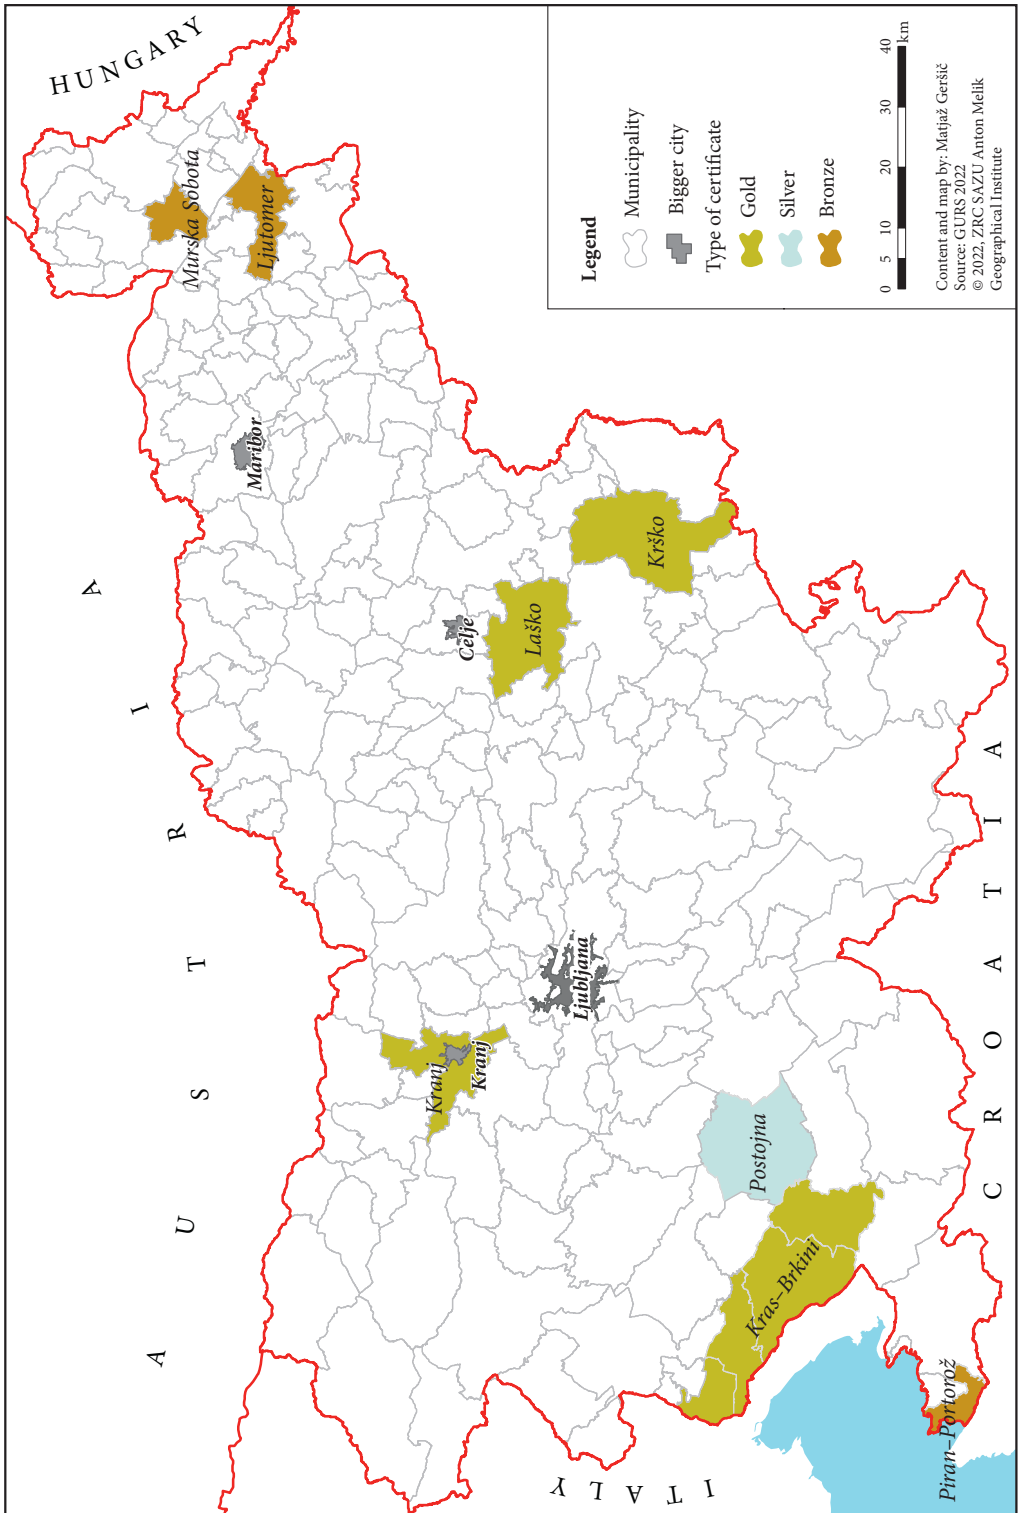 HUNGARY
AUSTRIA
ITALY
CROATIA
Murska Sobota
Ljutomer
Maribor
Celje
Laško
Krško
Kranj
Kranj
Ljubljana
Postojna
Kras–Brkini
Piran–Portorož
Legend
Municipality
Bigger city
Type of certificate
Gold
Silver
Bronze
0 5 10 20 30 40
km
Content and map by: Matjaž Geršič
Source: GURS 2022
© 2022, ZRC SAZU Anton Melik
Geographical Institute